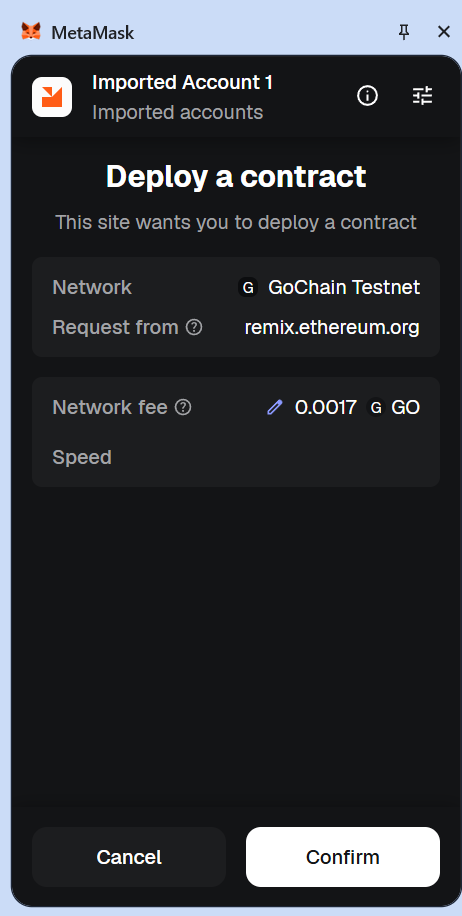 MetaMask
Imported Account 1
Imported accounts
Deploy a contract
This site wants you to deploy a contract
Network G GoChain Testnet
Request from remix.ethereum.org
Network fee 0.0017 G GO
Speed
Cancel Confirm